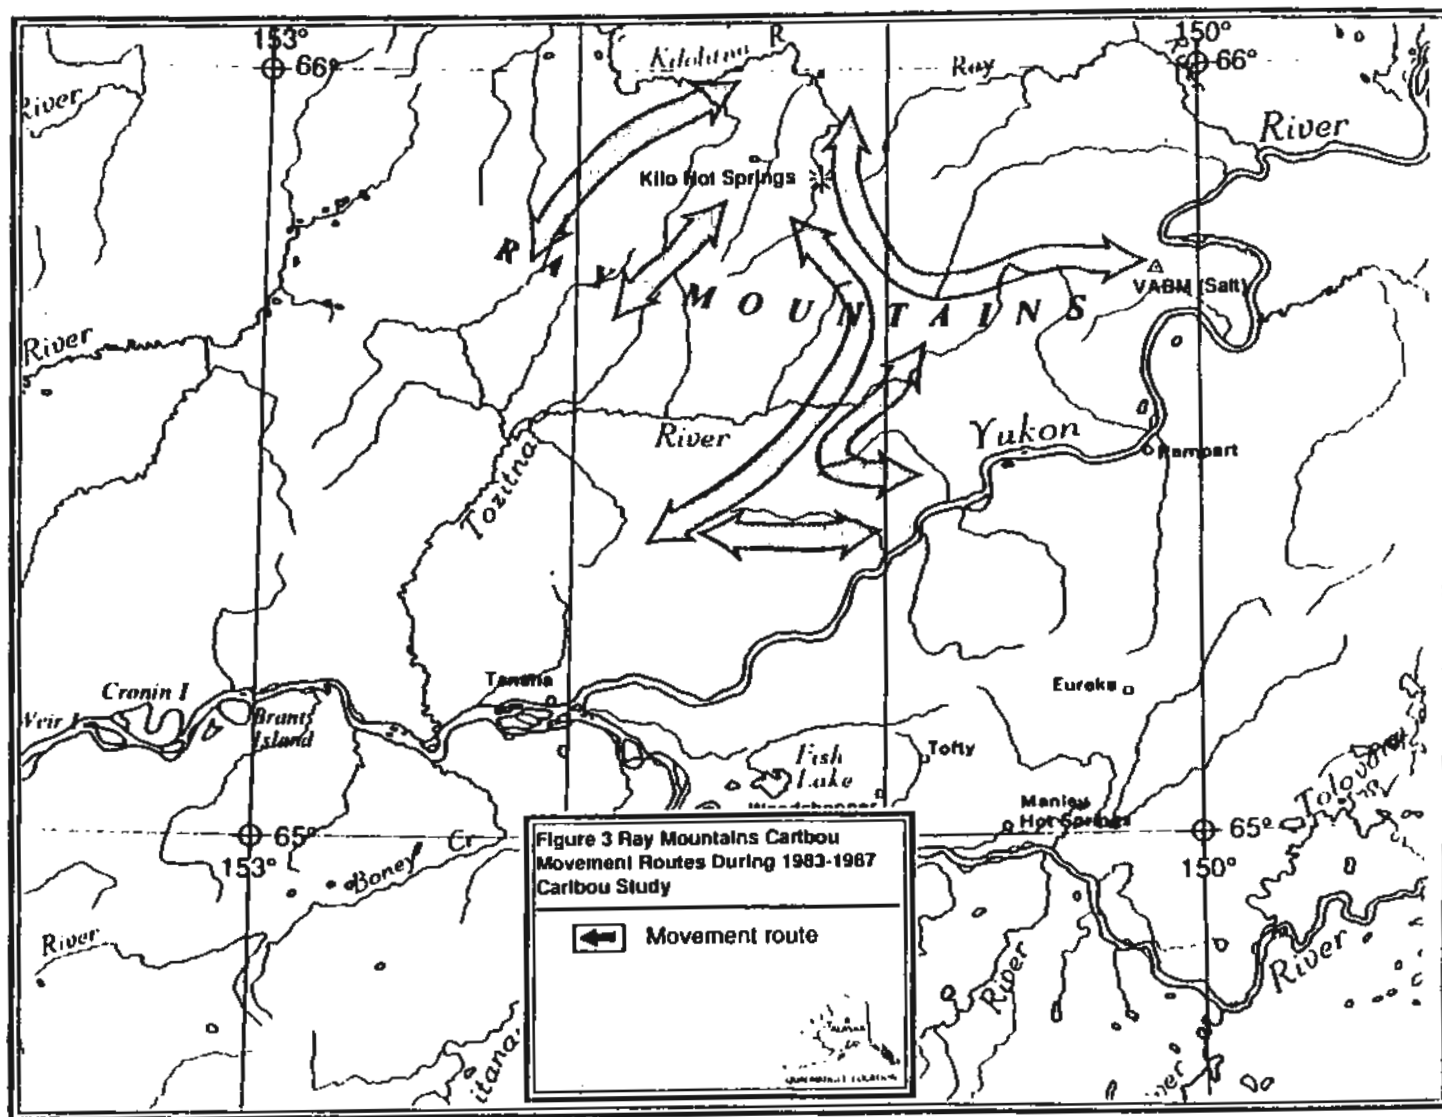 153°
66°
R
150°
66°
Ray
River
River
Kilo Hot Springs
RAY
MOUNTAINS
VABM (Salt)
River
River
Yukon
Rampart
Tozitna
Tanana
Eureka
Cronin I
Brants
Island
Tofty
Fish
Lake
Manley
Hot Springs
65°
153°
Cr
Boney
65°
150°
River
River
River
Figure 3 Ray Mountains Caribou
Movement Routes During 1983-1987
Caribou Study
Movement route